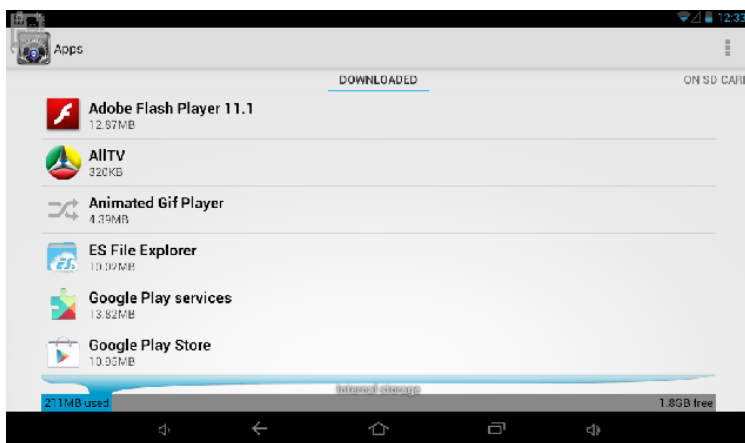 12:33
Apps
DOWNLOADED
ON SD CARD
Adobe Flash Player 11.1
12.87MB
AllTV
320KB
Animated Gif Player
4.39MB
ES File Explorer
10.02MB
Google Play services
13.82MB
Google Play Store
10.95MB
Internal storage
211MB used
1.8GB free